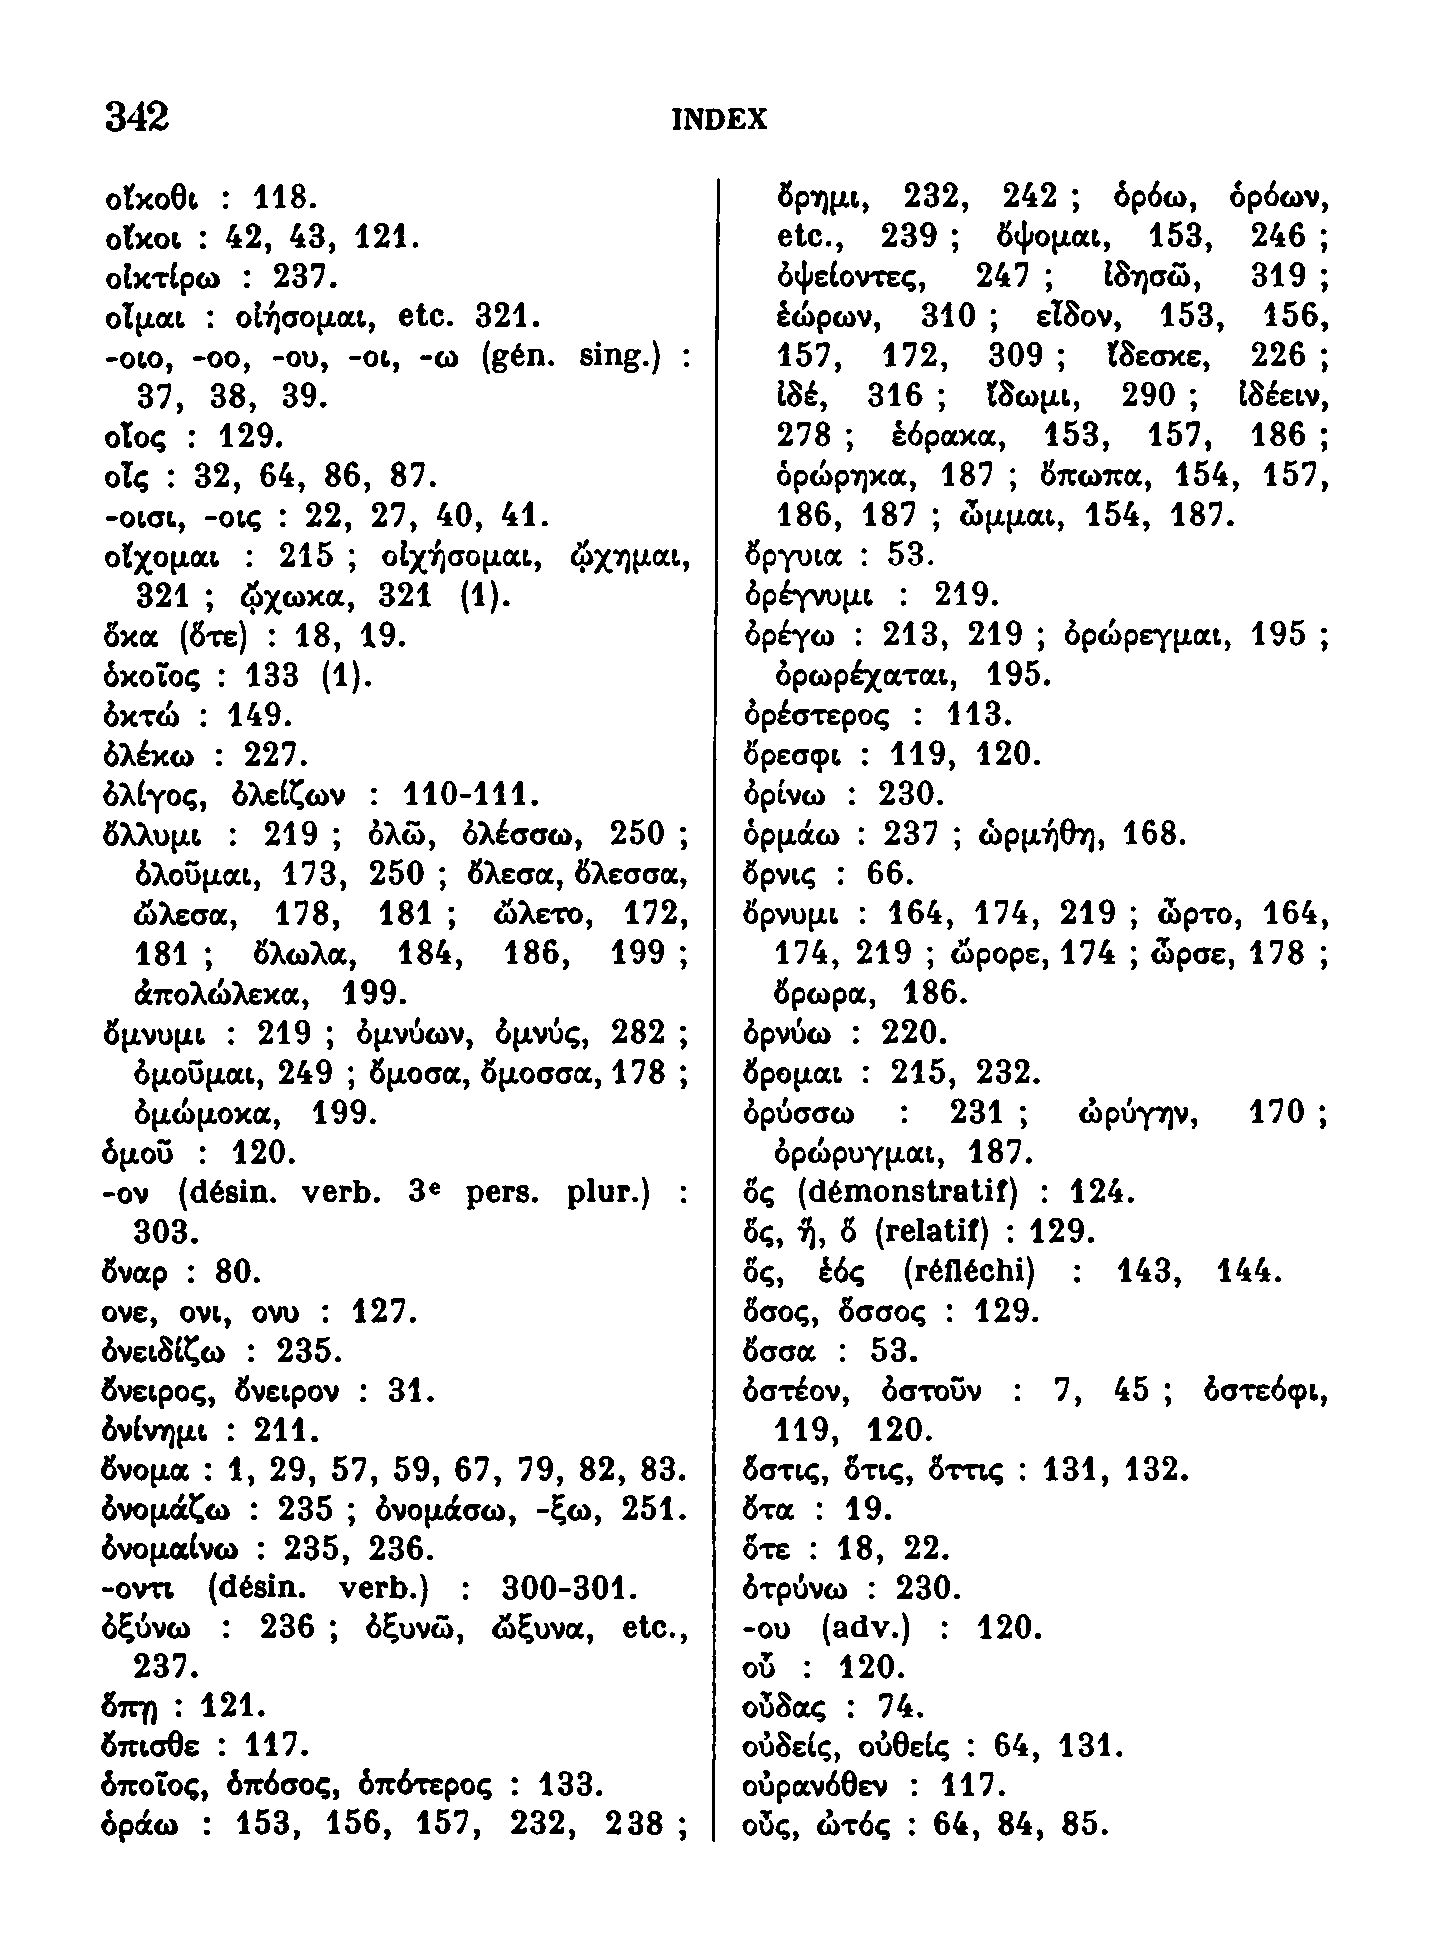 342 INDEX
οἴκοθι : 118.
οἴκοι : 42, 43, 121.
οἰκτίρω : 237.
οἶμαι : οἰήσομαι, etc. 321.
-οιο, -οο, -ου, -οι, -ω (gén. sing.) :
37, 38, 39.
οἷος : 129.
οἶς : 32, 64, 86, 87.
-οισι, -οις : 22, 27, 40, 41.
οἴχομαι : 215 ; οἰχήσομαι, ᾤχημαι,
321 ; ᾤχωκα, 321 (1).
ὅκα (ὅτε) : 18, 19.
ὁκοῖος : 133 (1).
ὀκτώ : 149.
ὀλέκω : 227.
ὀλίγος, ὀλείζων : 110-111.
ὄλλυμι : 219 ; ὀλῶ, ὀλέσσω, 250 ;
ὀλοῦμαι, 173, 250 ; ὄλεσα, ὄλεσσα,
ὤλεσα, 178, 181 ; ὤλετο, 172,
181 ; ὄλωλα, 184, 186, 199 ;
ἀπολώλεκα, 199.
ὄμνυμι : 219 ; ὀμνύων, ὀμνύς, 282 ;
ὀμοῦμαι, 249 ; ὄμοσα, ὄμοσσα, 178 ;
ὀμώμοκα, 199.
ὁμοῦ : 120.
-ον (désin. verb. 3e pers. plur.) :
303.
ὄναρ : 80.
ονε, ονι, ονυ : 127.
ὀνειδίζω : 235.
ὄνειρος, ὄνειρον : 31.
ὀνίνημι : 211.
ὄνομα : 1, 29, 57, 59, 67, 79, 82, 83.
ὀνομάζω : 235 ; ὀνομάσω, -ξω, 251.
ὀνομαίνω : 235, 236.
-οντι (désin. verb.) : 300-301.
ὀξύνω : 236 ; ὀξυνῶ, ὤξυνα, etc.,
237.
ὅπῃ : 121.
ὄπισθε : 117.
ὁποῖος, ὁπόσος, ὁπότερος : 133.
ὁράω : 153, 156, 157, 232, 238 ;
ὄρημι, 232, 242 ; ὁρόω, ὁρόων,
etc., 239 ; ὄψομαι, 153, 246 ;
ὀψείοντες, 247 ; ἰδησῶ, 319 ;
ἑώρων, 310 ; εἶδον, 153, 156,
157, 172, 309 ; ἴδεσκε, 226 ;
ἰδέ, 316 ; ἴδωμι, 290 ; ἰδέειν,
278 ; ἑόρακα, 153, 157, 186 ;
ὁρώρηκα, 187 ; ὄπωπα, 154, 157,
186, 187 ; ὦμμαι, 154, 187.
ὄργυια : 53.
ὀρέγνυμι : 219.
ὀρέγω : 213, 219 ; ὀρώρεγμαι, 195 ;
ὀρωρέχαται, 195.
ὀρέστερος : 113.
ὄρεσφι : 119, 120.
ὀρίνω : 230.
ὁρμάω : 237 ; ὡρμήθη, 168.
ὄρνις : 66.
ὄρνυμι : 164, 174, 219 ; ὦρτο, 164,
174, 219 ; ὤρορε, 174 ; ὦρσε, 178 ;
ὄρωρα, 186.
ὀρνύω : 220.
ὄρομαι : 215, 232.
ὀρύσσω : 231 ; ὠρύγην, 170 ;
ὀρώρυγμαι, 187.
ὅς (démonstratif) : 124.
ὅς, ἥ, ὅ (relatif) : 129.
ὅς, ἑός (réfléchi) : 143, 144.
ὅσος, ὅσσος : 129.
ὄσσα : 53.
ὀστέον, ὀστοῦν : 7, 45 ; ὀστεόφι,
119, 120.
ὅστις, ὅτις, ὅττις : 131, 132.
ὅτα : 19.
ὅτε : 18, 22.
ὀτρύνω : 230.
-ου (adv.) : 120.
οὗ : 120.
οὖδας : 74.
οὐδείς, οὐθείς : 64, 131.
οὐρανόθεν : 117.
οὖς, ὠτός : 64, 84, 85.